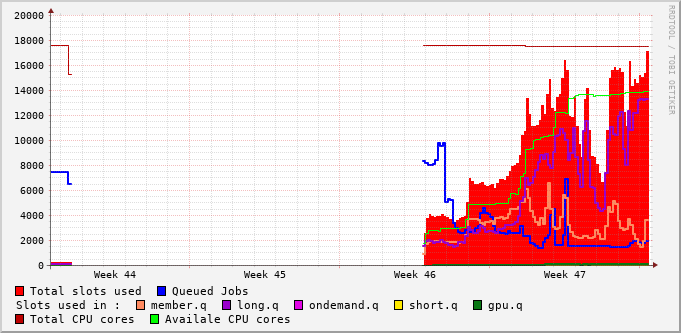 RRDTOOL / TOBI OETIKER
20000
18000
16000
14000
12000
10000
8000
6000
4000
2000
0
Week 44 Week 45 Week 46 Week 47
Total slots used Queued Jobs
Slots used in : member.q long.q ondemand.q short.q gpu.q
Total CPU cores Availale CPU cores